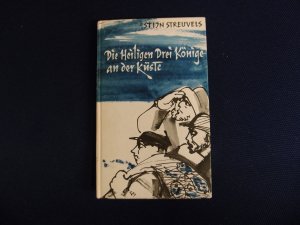 STIJN STREUVELS
Die Heiligen Drei Könige
an der Küste